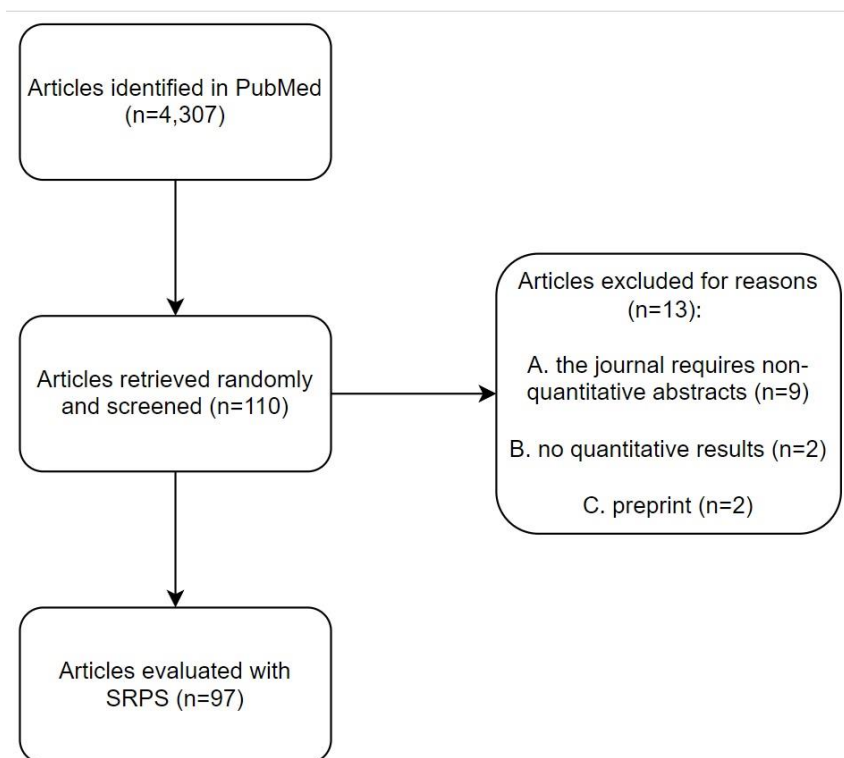 Articles identified in PubMed
(n=4,307)
Articles retrieved randomly
and screened (n=110)
Articles excluded for reasons
(n=13):
A. the journal requires non-
quantitative abstracts (n=9)
B. no quantitative results (n=2)
C. preprint (n=2)
Articles evaluated with
SRPS (n=97)